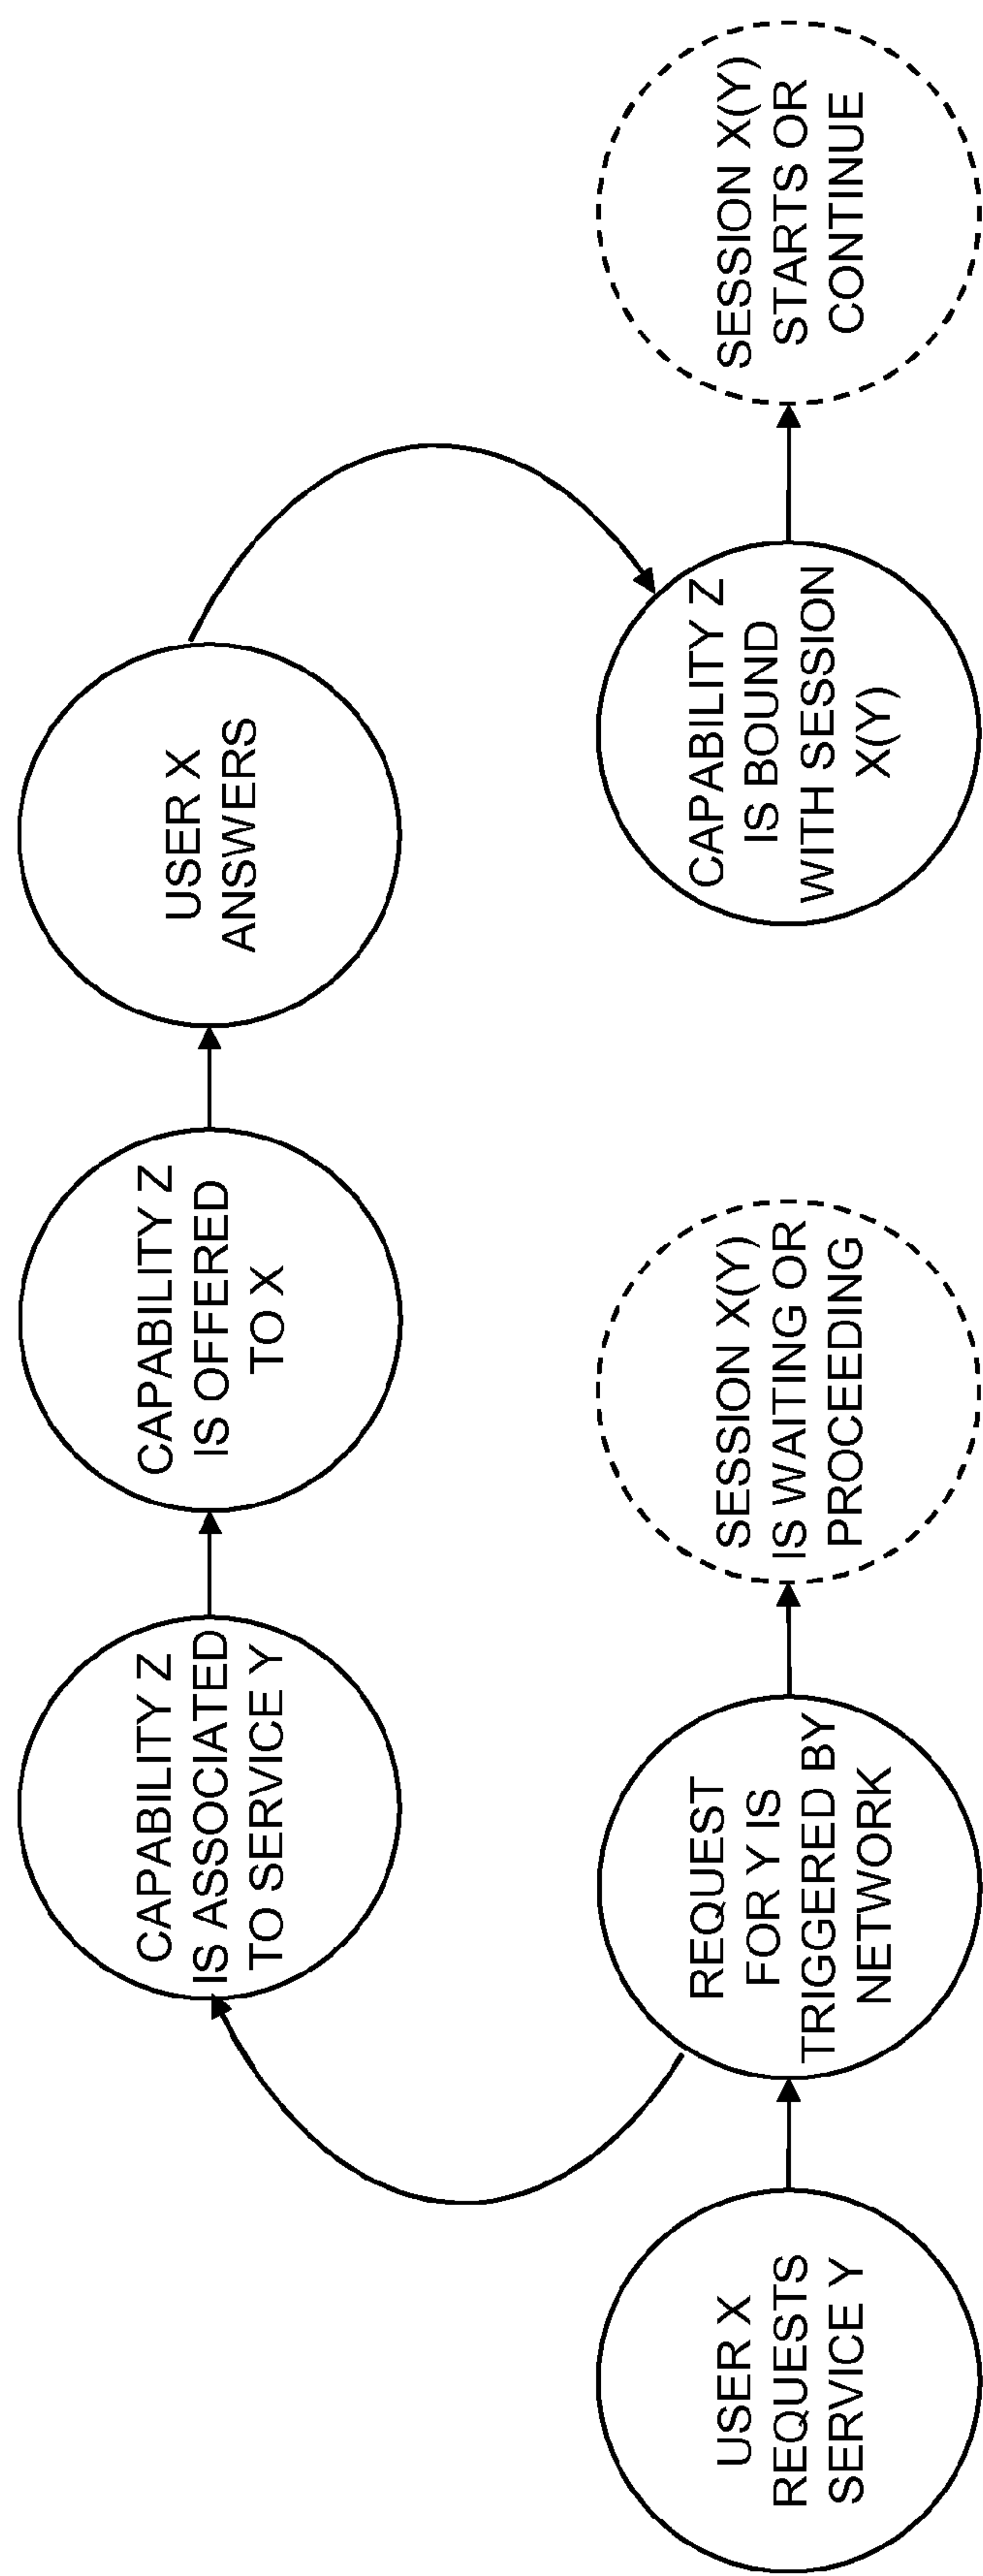 CAPABILITY Z
IS ASSOCIATED
TO SERVICE Y
CAPABILITY Z
IS OFFERED
TO X
USER X
ANSWERS
USER X
REQUESTS
SERVICE Y
REQUEST
FOR Y IS
TRIGGERED BY
NETWORK
SESSION X(Y)
IS WAITING OR
PROCEEDING
CAPABILITY Z
IS BOUND
WITH SESSION
X(Y)
SESSION X(Y)
STARTS OR
CONTINUE